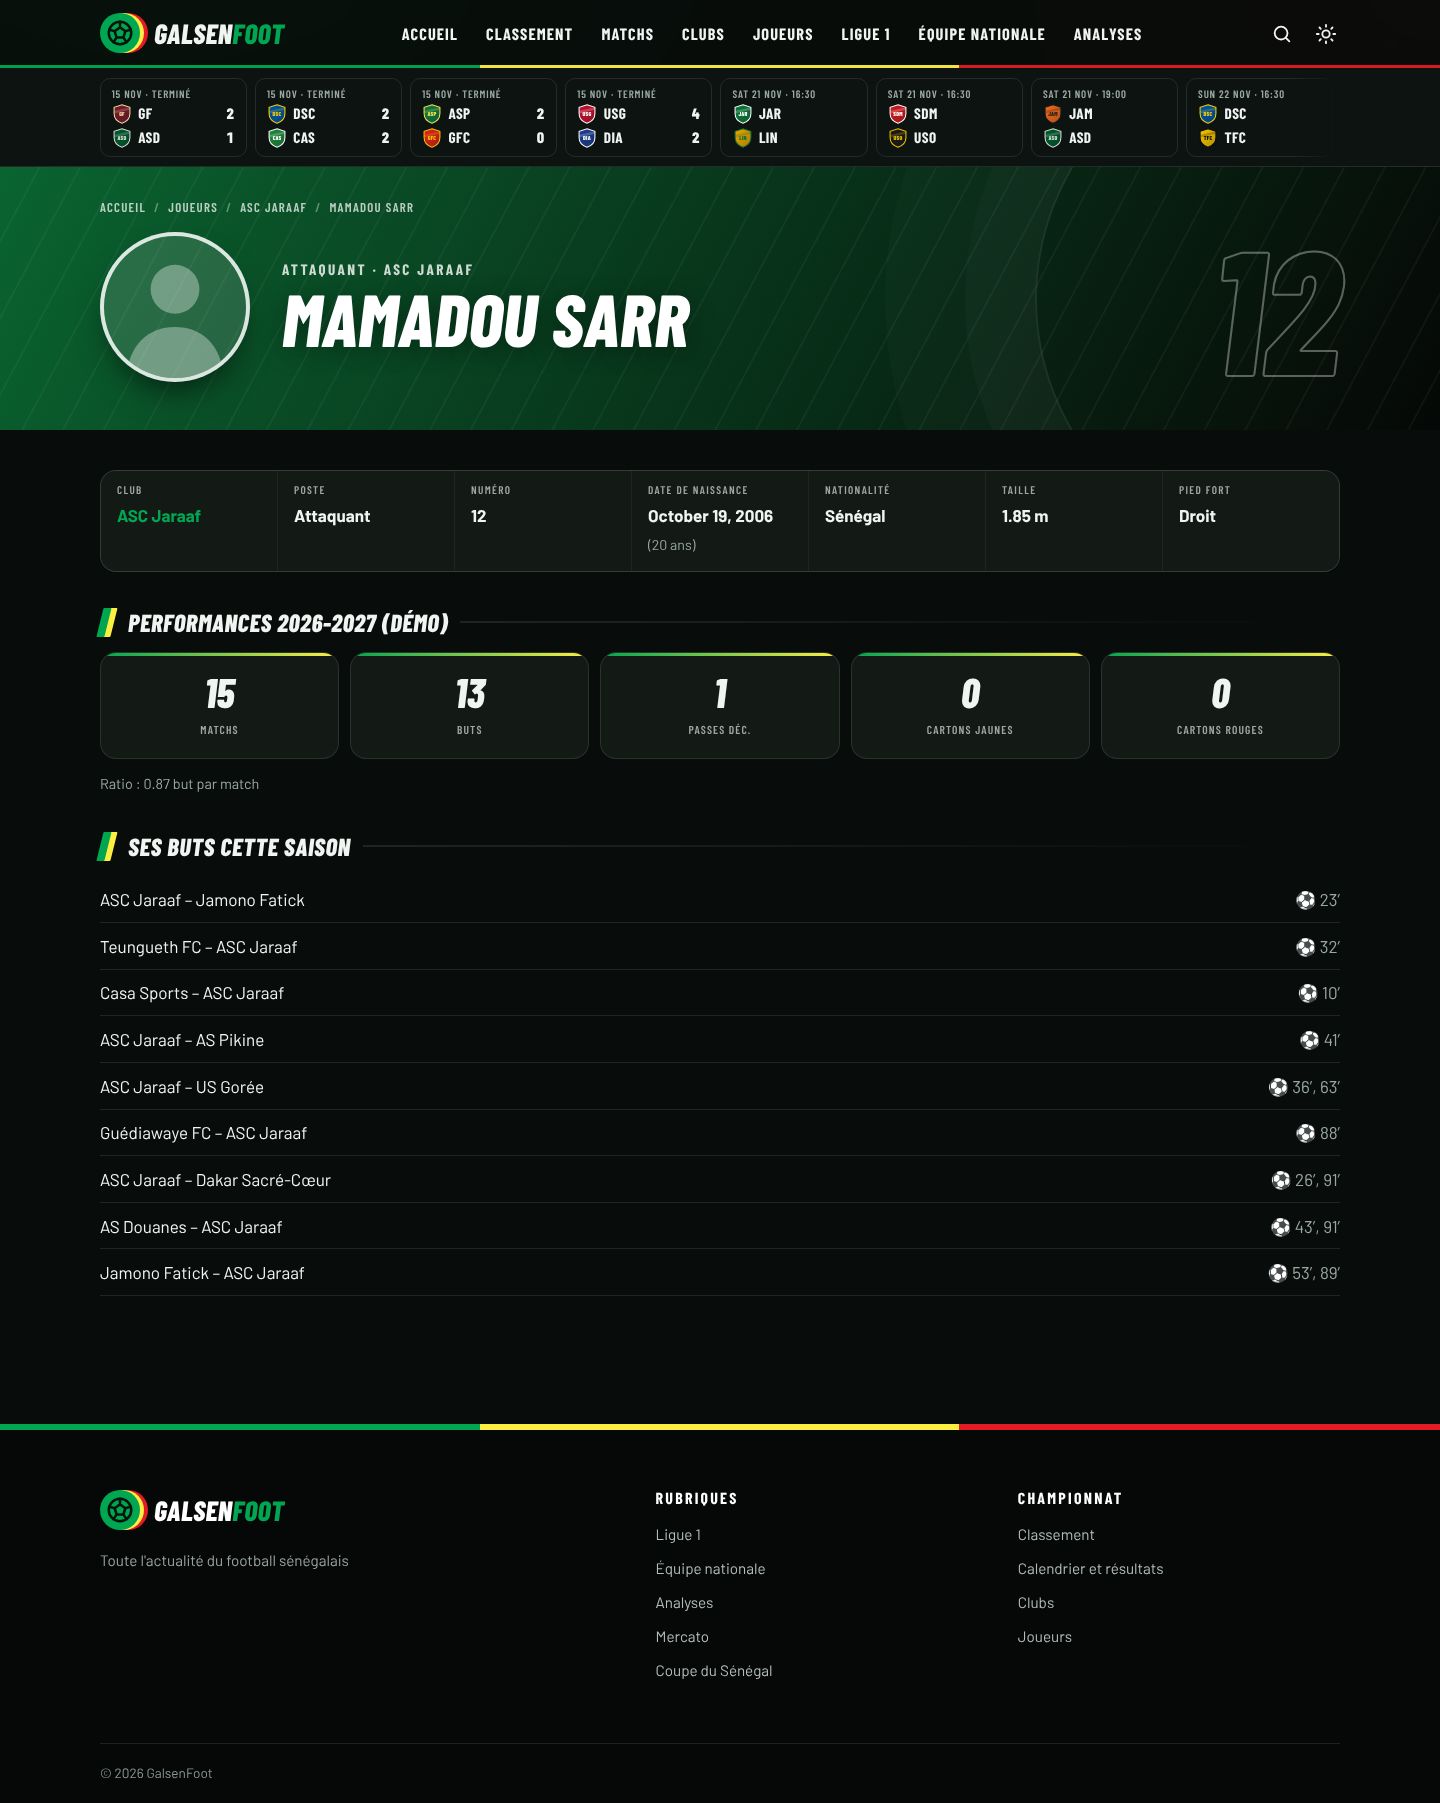 GALSENFOOT
ACCUEIL CLASSEMENT MATCHS CLUBS JOUEURS LIGUE 1 ÉQUIPE NATIONALE ANALYSES
15 NOV · TERMINÉ
GF 2
ASD 1
15 NOV · TERMINÉ
DSC 2
CAS 2
15 NOV · TERMINÉ
ASP 2
GFC 0
15 NOV · TERMINÉ
USG 4
DIA 2
SAT 21 NOV · 16:30
JAR
LIN
SAT 21 NOV · 16:30
SDM
USO
SAT 21 NOV · 19:00
JAM
ASD
SUN 22 NOV · 16:30
DSC
TFC
ACCUEIL / JOUEURS / ASC JARAAF / MAMADOU SARR
ATTAQUANT · ASC JARAAF
MAMADOU SARR
12
CLUB
ASC Jaraaf
POSTE
Attaquant
NUMÉRO
12
DATE DE NAISSANCE
October 19, 2006
(20 ans)
NATIONALITÉ
Sénégal
TAILLE
1.85 m
PIED FORT
Droit
PERFORMANCES 2026-2027 (DÉMO)
15
MATCHS
13
BUTS
1
PASSES DÉC.
0
CARTONS JAUNES
0
CARTONS ROUGES
Ratio : 0.87 but par match
SES BUTS CETTE SAISON
ASC Jaraaf – Jamono Fatick ⚽ 23’
Teungueth FC – ASC Jaraaf ⚽ 32’
Casa Sports – ASC Jaraaf ⚽ 10’
ASC Jaraaf – AS Pikine ⚽ 41’
ASC Jaraaf – US Gorée ⚽ 36’, 63’
Guédiawaye FC – ASC Jaraaf ⚽ 88’
ASC Jaraaf – Dakar Sacré-Cœur ⚽ 26’, 91’
AS Douanes – ASC Jaraaf ⚽ 43’, 91’
Jamono Fatick – ASC Jaraaf ⚽ 53’, 89’
GALSENFOOT
Toute l'actualité du football sénégalais
RUBRIQUES
Ligue 1
Équipe nationale
Analyses
Mercato
Coupe du Sénégal
CHAMPIONNAT
Classement
Calendrier et résultats
Clubs
Joueurs
© 2026 GalsenFoot